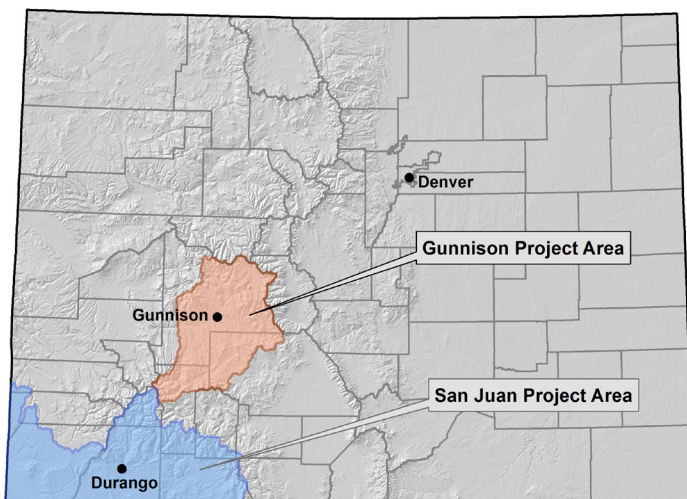 Denver
Gunnison Project Area
Gunnison
San Juan Project Area
Durango